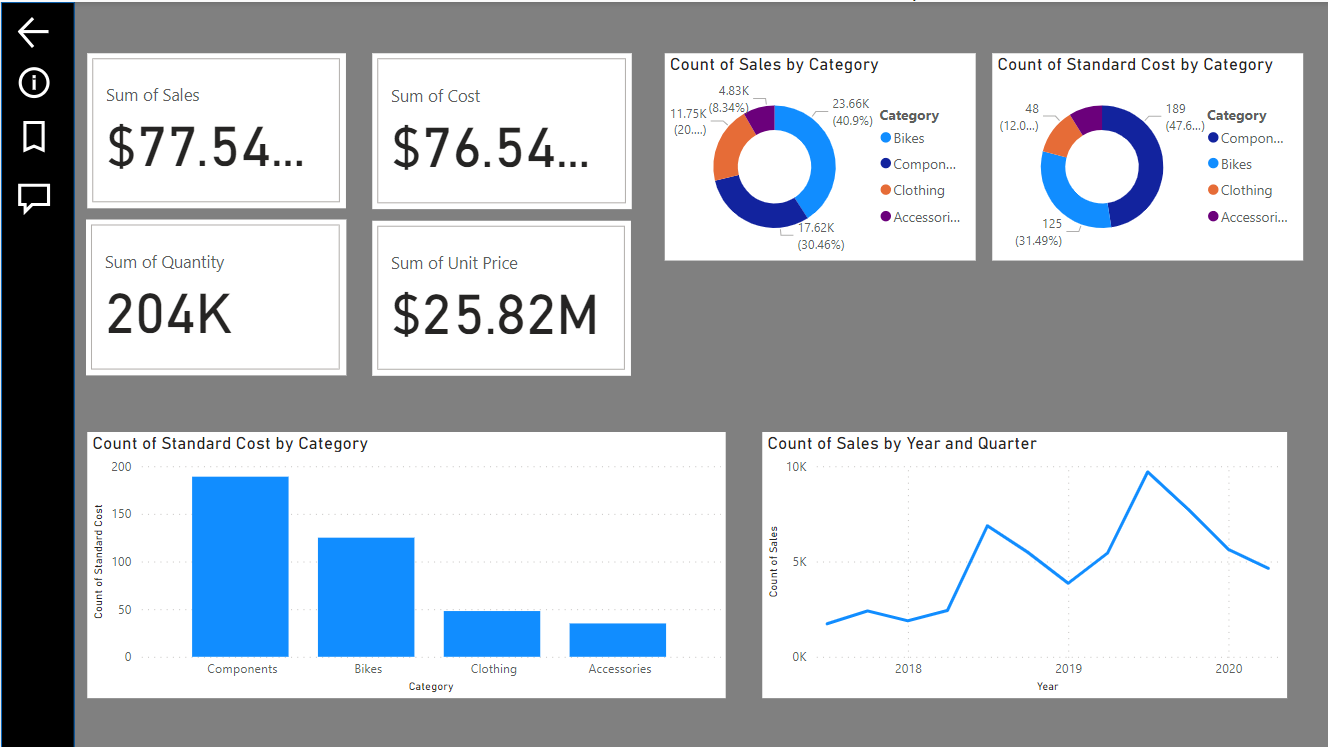 Sum of Sales
$77.54...
Sum of Cost
$76.54...
Sum of Quantity
204K
Sum of Unit Price
$25.82M
Count of Sales by Category
4.83K
(8.34%)
23.66K
(40.9%)
11.75K
(20....)
17.62K
(30.46%)
Category
Bikes
Compon...
Clothing
Accessori...
Count of Standard Cost by Category
48
(12.0...)
189
(47.6...)
125
(31.49%)
Category
Compon...
Bikes
Clothing
Accessori...
Count of Standard Cost by Category
Count of Standard Cost
200
150
100
50
0
Components
Bikes
Clothing
Accessories
Category
Count of Sales by Year and Quarter
Count of Sales
10K
5K
0K
2018
2019
2020
Year